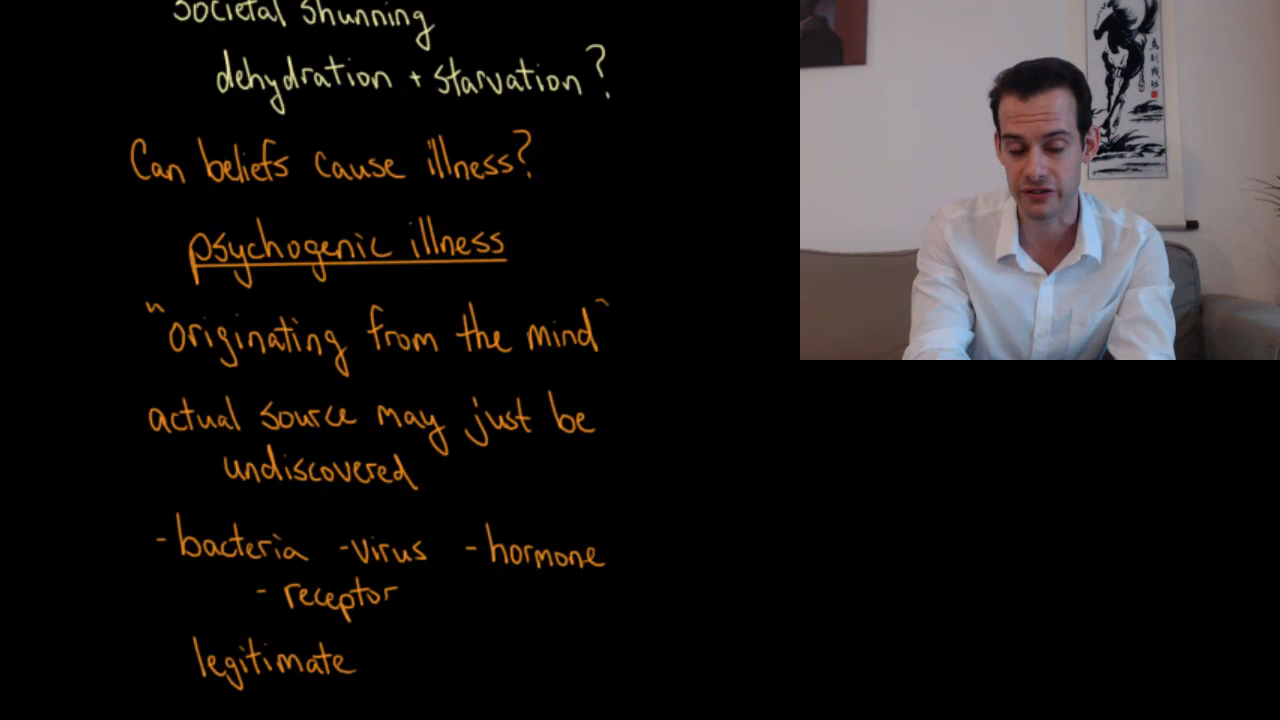 societal shunning
dehydration + starvation?
Can beliefs cause illness?
psychogenic illness
"originating from the mind"
actual source may just be
undiscovered
- bacteria - virus - hormone
- receptor
legitimate